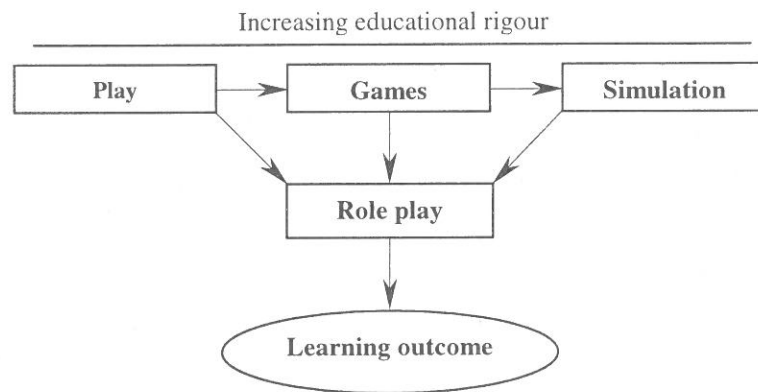 Increasing educational rigour
Play
Games
Simulation
Role play
Learning outcome